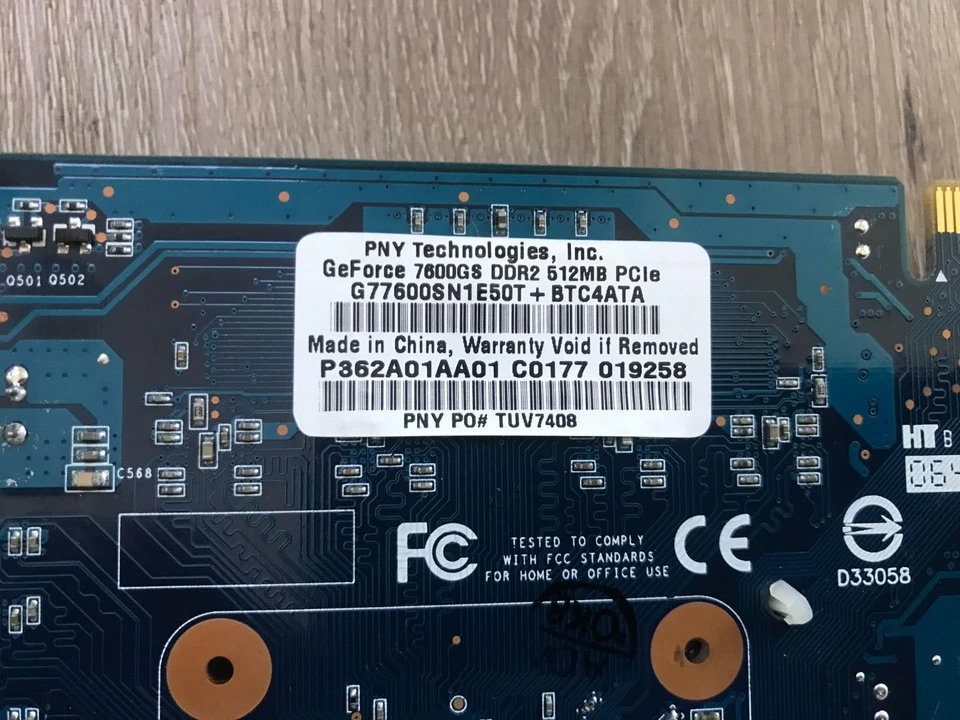 PNY Technologies, Inc.
GeForce 7600GS DDR2 512MB PCIe
G77600SN1E50T+BTC4ATA
Made in China, Warranty Void if Removed
P362A01AA01 C0177 019258
PNY PO# TUV7408
Q501 Q502
C568
HT B
FC
TESTED TO COMPLY
WITH FCC STANDARDS
FOR HOME OR OFFICE USE
CE
D33058